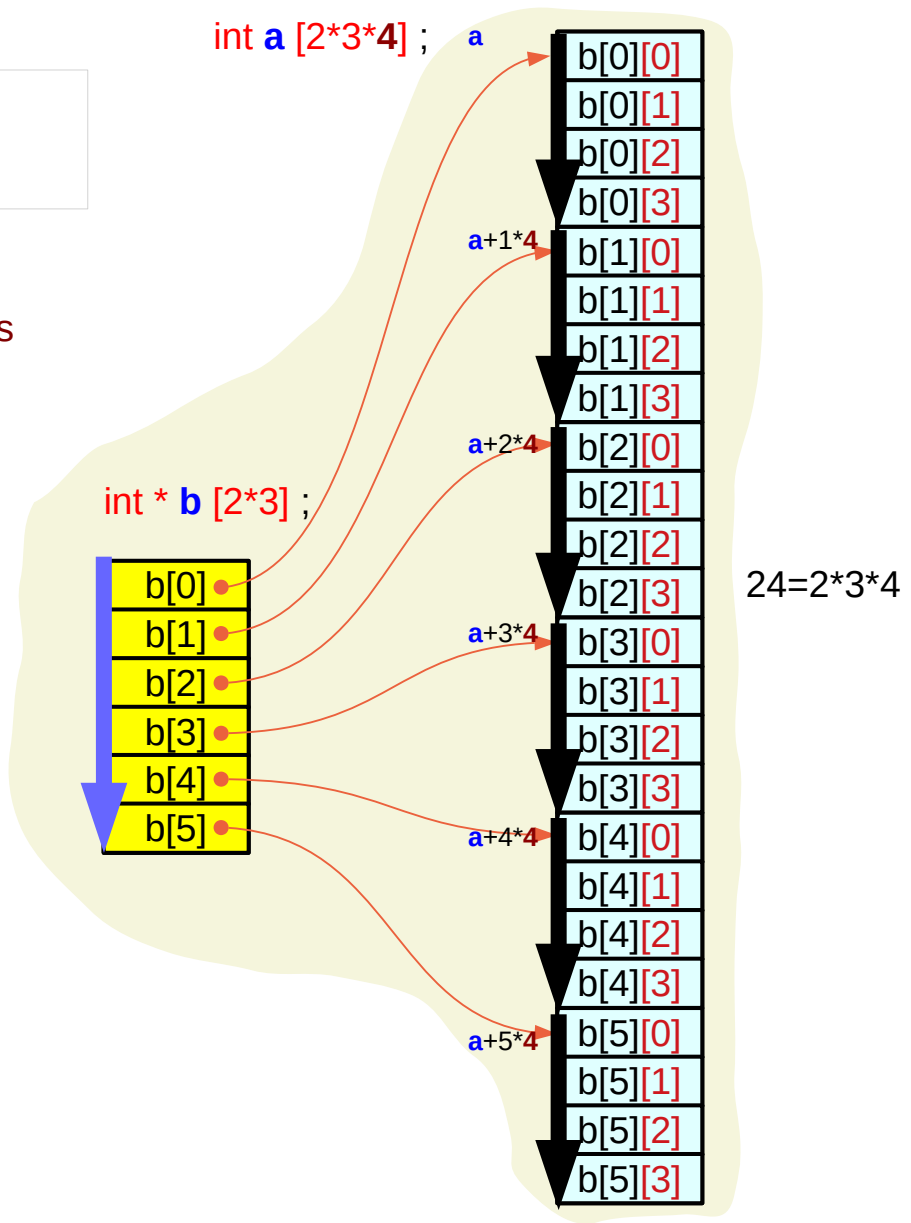 int a [2*3*4] ; a
b[0][0]
b[0][1]
b[0][2]
b[0][3]
a+1*4
b[1][0]
b[1][1]
s
b[1][2]
b[1][3]
a+2*4
b[2][0]
int * b [2*3] ;
b[2][1]
b[2][2]
b[2][3]
24=2*3*4
b[0]
b[1]
b[2]
b[3]
b[4]
b[5]
a+3*4
b[3][0]
b[3][1]
b[3][2]
b[3][3]
a+4*4
b[4][0]
b[4][1]
b[4][2]
b[4][3]
a+5*4
b[5][0]
b[5][1]
b[5][2]
b[5][3]